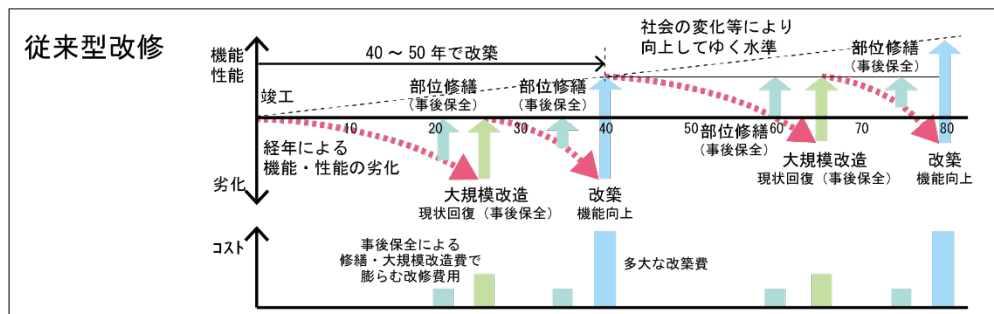 従来型改修
機能
性能
40～50年で改築
社会の変化等により
向上してゆく水準
部位修繕
（事後保全）
部位修繕
（事後保全）
部位修繕
（事後保全）
竣工
10
20
30
40
50
60
70
80
経年による
機能・性能の劣化
劣化
部位修繕
（事後保全）
大規模改造
現状回復（事後保全）
改築
機能向上
大規模改造
現状回復（事後保全）
改築
機能向上
コスト
事後保全による
修繕・大規模改造費で
膨らむ改修費用
多大な改築費